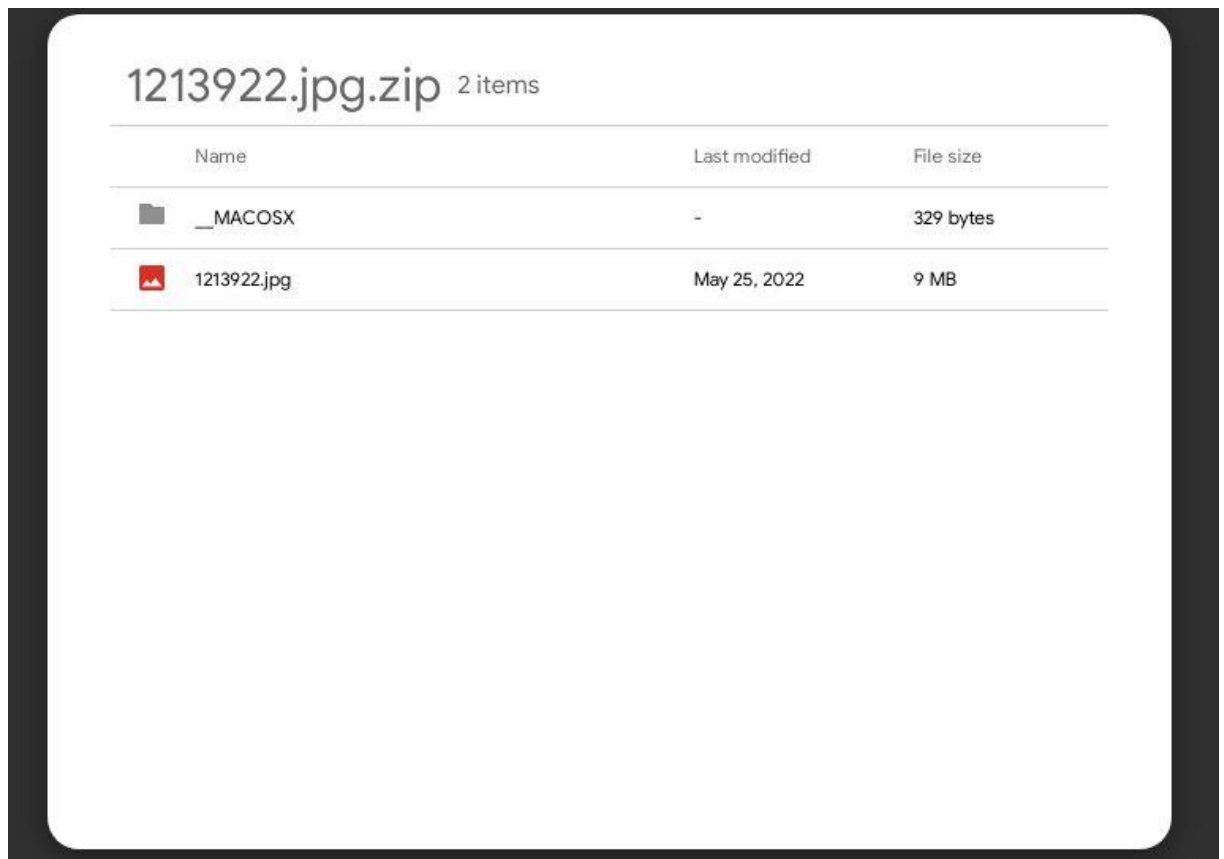 1213922.jpg.zip 2 items
Name Last modified File size
__MACOSX - 329 bytes
1213922.jpg May 25, 2022 9 MB